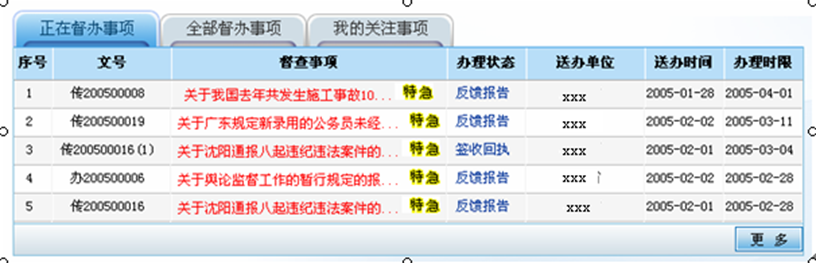 正在督办事项 全部督办事项 我的关注事项
序号 文号 督查事项 办理状态 送办单位 送办时间 办理时限
1 传200500008 关于我国去年共发生施工事故10... 特急 反馈报告 xxx 2005-01-28 2005-04-01
2 传200500019 关于广东规定新录用的公务员未经... 特急 反馈报告 xxx 2005-02-02 2005-03-11
3 传200500016(1) 关于沈阳通报八起违纪违法案件的... 特急 签收回执 xxx 2005-02-01 2005-03-04
4 办200500006 关于舆论监督工作的暂行规定的报... 特急 反馈报告 xxx 2005-02-02 2005-02-28
5 传200500016 关于沈阳通报八起违纪违法案件的... 特急 反馈报告 xxx 2005-02-01 2005-02-28
更 多